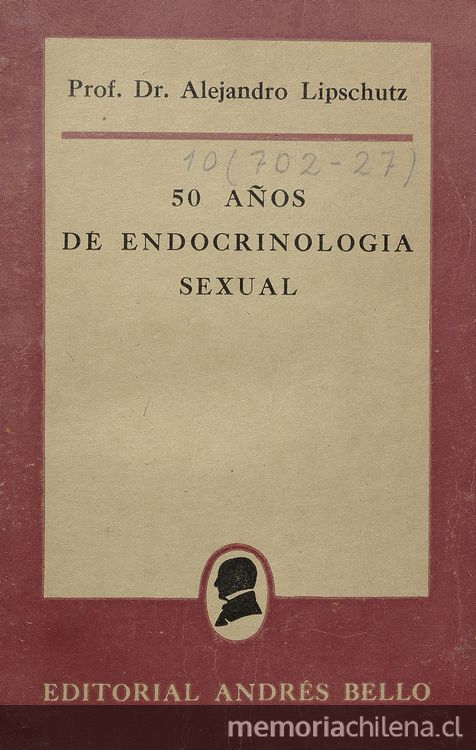 Prof. Dr. Alejandro Lipschutz
10(702-27)
50 AÑOS
DE ENDOCRINOLOGIA
SEXUAL
EDITORIAL ANDRÉS BELLO
memoriachilena.cl